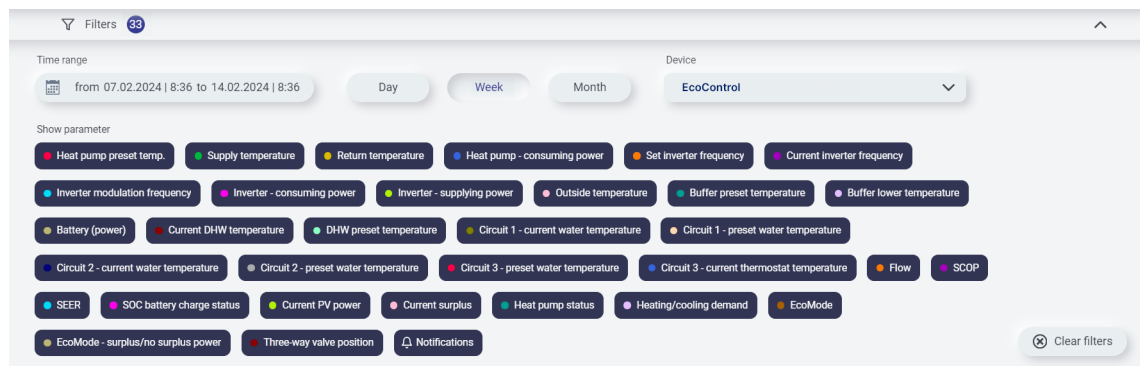 Filters 33
Time range Device
from 07.02.2024 | 8:36 to 14.02.2024 | 8:36 Day Week Month EcoControl
Show parameter
Heat pump preset temp. Supply temperature Return temperature Heat pump - consuming power Set inverter frequency Current inverter frequency
Inverter modulation frequency Inverter - consuming power Inverter - supplying power Outside temperature Buffer preset temperature Buffer lower temperature
Battery (power) Current DHW temperature DHW preset temperature Circuit 1 - current water temperature Circuit 1 - preset water temperature
Circuit 2 - current water temperature Circuit 2 - preset water temperature Circuit 3 - preset water temperature Circuit 3 - current thermostat temperature Flow SCOP
SEER SOC battery charge status Current PV power Current surplus Heat pump status Heating/cooling demand EcoMode
EcoMode - surplus/no surplus power Three-way valve position Notifications Clear filters